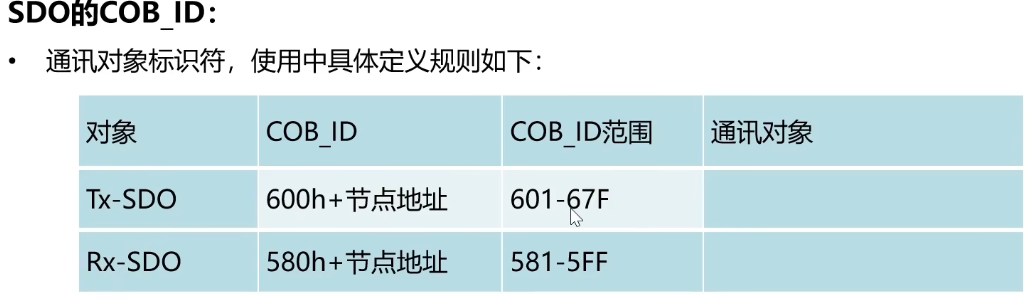 SDO的COB_ID：
• 通讯对象标识符，使用中具体定义规则如下：
对象 COB_ID COB_ID范围 通讯对象
Tx-SDO 600h+节点地址 601-67F
Rx-SDO 580h+节点地址 581-5FF